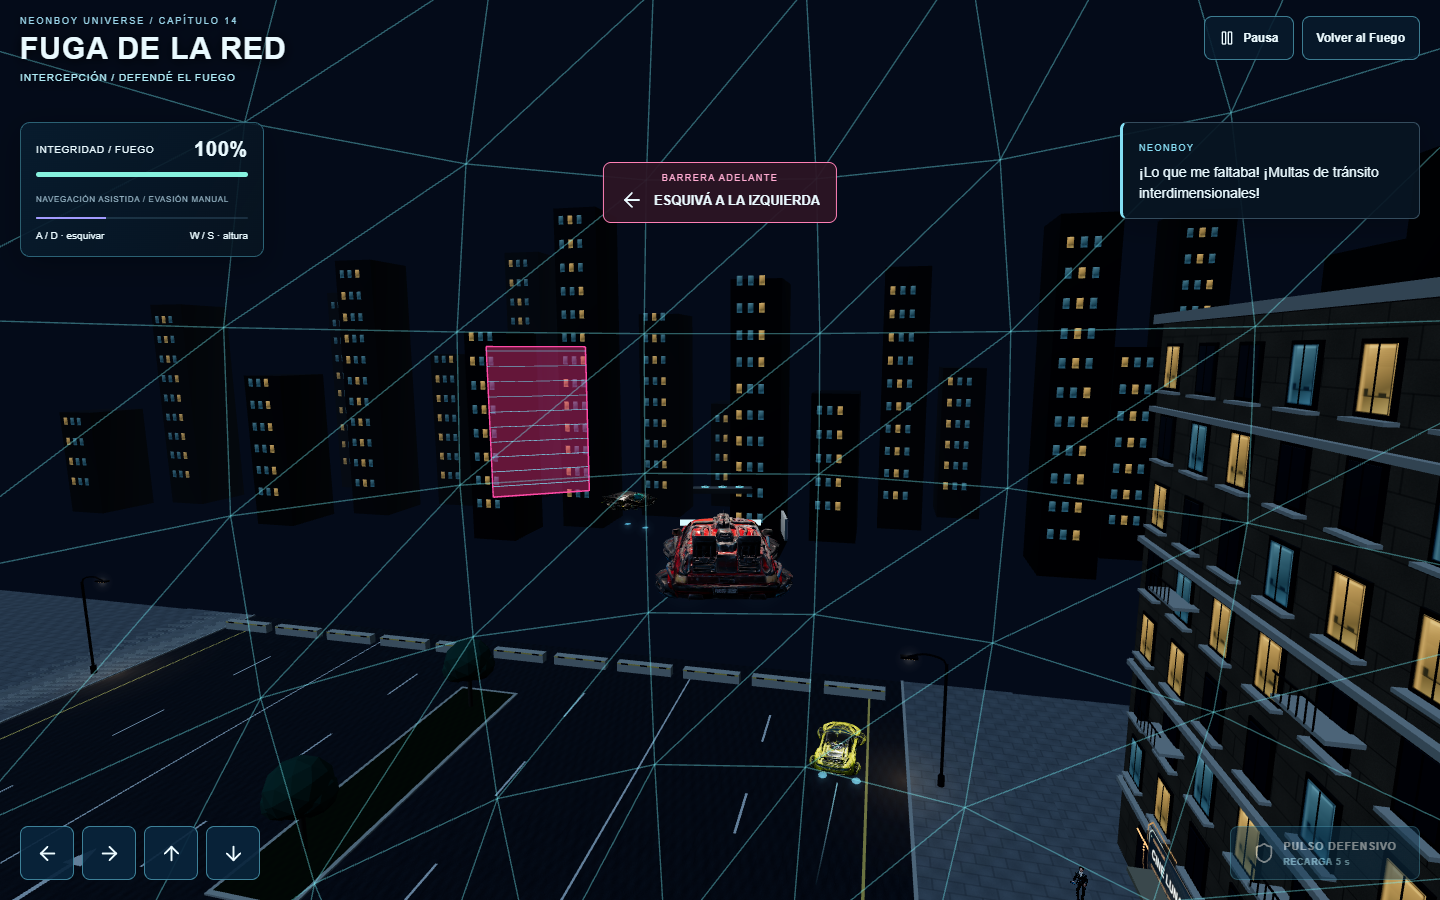 NEONBOY UNIVERSE / CAPÍTULO 14
FUGA DE LA RED
INTERCEPCIÓN / DEFENDÉ EL FUEGO
Pausa
Volver al Fuego
INTEGRIDAD / FUEGO 100%
NAVEGACIÓN ASISTIDA / EVASIÓN MANUAL
A / D · esquivar W / S · altura
BARRERA ADELANTE
ESQUIVÁ A LA IZQUIERDA
NEONBOY
¡Lo que me faltaba! ¡Multas de tránsito
interdimensionales!
PULSO DEFENSIVO
RECARGA 5 s